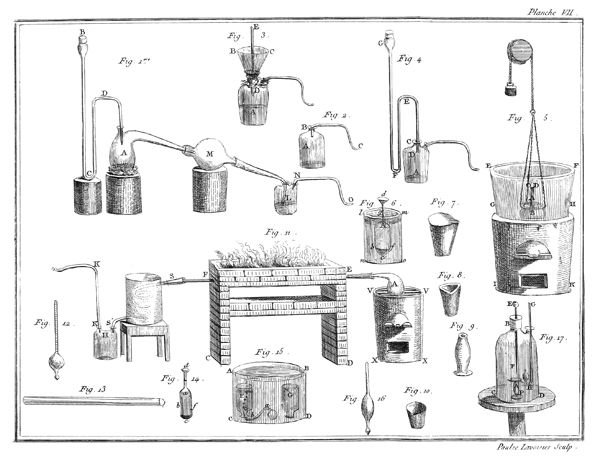 Planche VII.
Fig. 1re
Fig. 3.
Fig. 4
Fig. 5
B
D
C
A
M
N
L
O
E
B
C
D
A
Fig. 2.
B
A
C
G
E
F
C
D
A
E
F
G
H
I
K
Fig. 6
d
l
m
Fig. 7.
Fig. 8.
Fig. 9
Fig. 10.
Fig. 11
K
S
F
E
A
V
V
K
S
H
C
D
X
X
Fig. 12
Fig. 13
Fig. 14
d
b
f
Fig. 15
A
B
G
C
D
Fig. 16
Fig. 17.
E
G
B
F
A
C
D
Paulze Lavoisier Sculp.